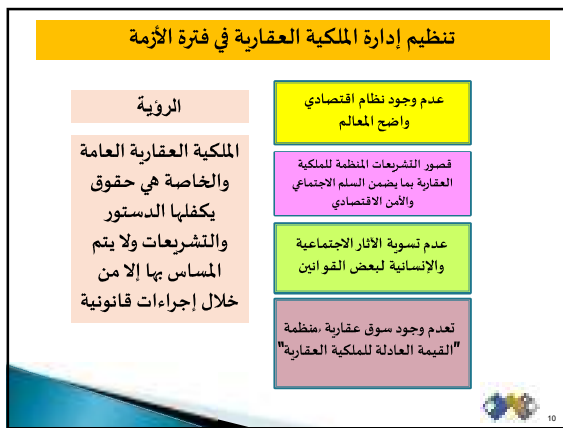 تنظيم إدارة الملكية العقارية في فترة الأزمة
عدم وجود نظام اقتصادي
واضح المعالم
قصور التشريعات المنظمة للملكية
العقارية بما يضمن السلم الاجتماعي
والأمن الاقتصادي
عدم تسوية الآثار الاجتماعية
والإنسانية لبعض القوانين
تعدم وجود سوق عقارية ،منظمة
"القيمة العادلة للملكية العقارية"
الرؤية
الملكية العقارية العامة
والخاصة هي حقوق
يكفلها الدستور
والتشريعات ولا يتم
المساس بها إلا من
خلال إجراءات قانونية
10